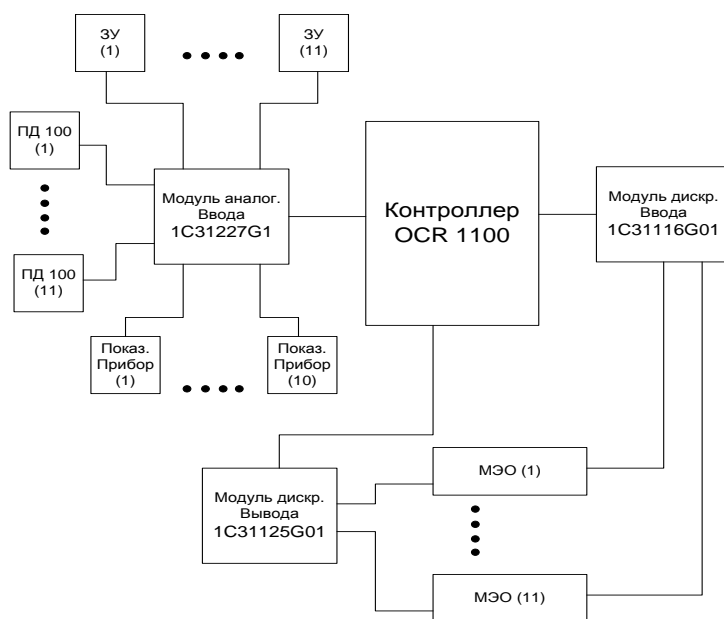 ЗУ
(1)
ЗУ
(11)
ПД 100
(1)
ПД 100
(11)
Модуль аналог.
Ввода
1С31227G1
Контроллер
OCR 1100
Модуль дискр.
Ввода
1С31116G01
Показ.
Прибор
(1)
Показ.
Прибор
(10)
Модуль дискр.
Вывода
1С31125G01
МЭО (1)
МЭО (11)